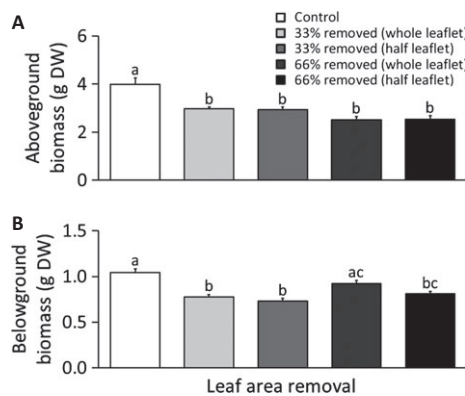 Control
33% removed (whole leaflet)
33% removed (half leaflet)
66% removed (whole leaflet)
66% removed (half leaflet)
A
Aboveground
biomass (g DW)
6
4
2
0
a
b
b
b
b
B
Belowground
biomass (g DW)
1.5
1.0
0.5
0.0
a
b
b
ac
bc
Leaf area removal